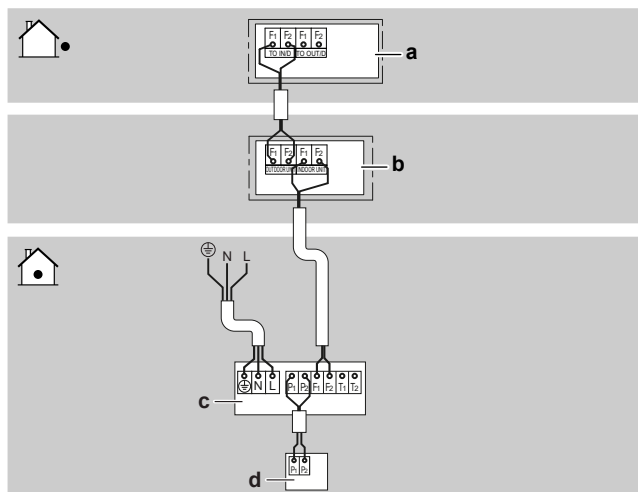 F1 F2 F1 F2
TO IN/D TO OUT/D
a
F1 F2 F1 F2
OUTDOOR UNIT INDOOR UNIT
b
N L
N L P1 P2 F1 F2 T1 T2
c
P1 P2
d